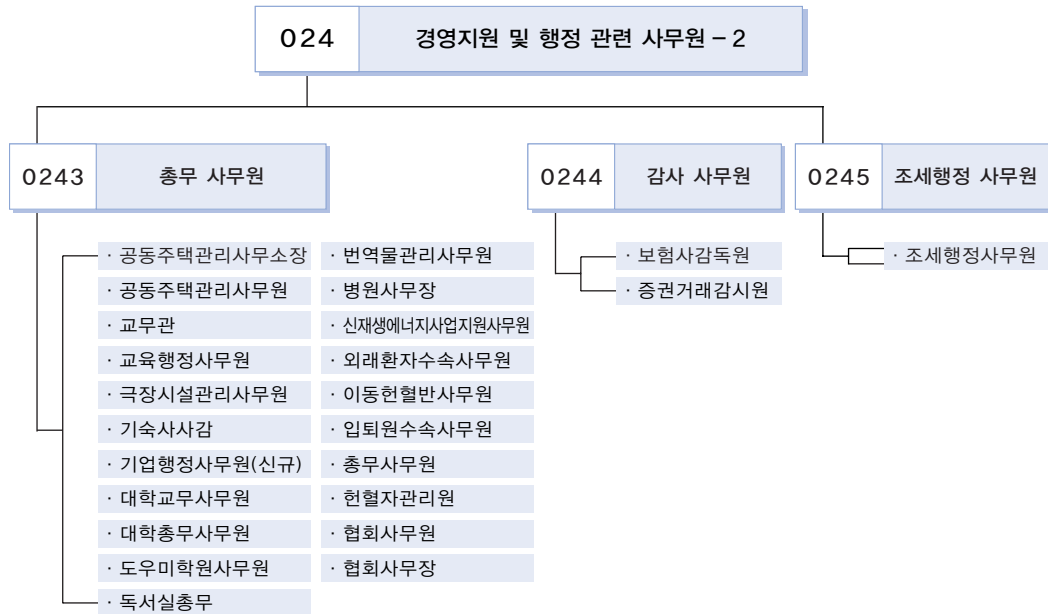 024 경영지원 및 행정 관련 사무원 – 2
0243 총무 사무원
· 공동주택관리사무소장
· 공동주택관리사무원
· 교무관
· 교육행정사무원
· 극장시설관리사무원
· 기숙사사감
· 기업행정사무원(신규)
· 대학교무사무원
· 대학총무사무원
· 도우미학원사무원
· 독서실총무
· 번역물관리사무원
· 병원사무장
· 신재생에너지사업지원사무원
· 외래환자수속사무원
· 이동헌혈반사무원
· 입퇴원수속사무원
· 총무사무원
· 헌혈자관리원
· 협회사무원
· 협회사무장
0244 감사 사무원
· 보험사감독원
· 증권거래감시원
0245 조세행정 사무원
· 조세행정사무원